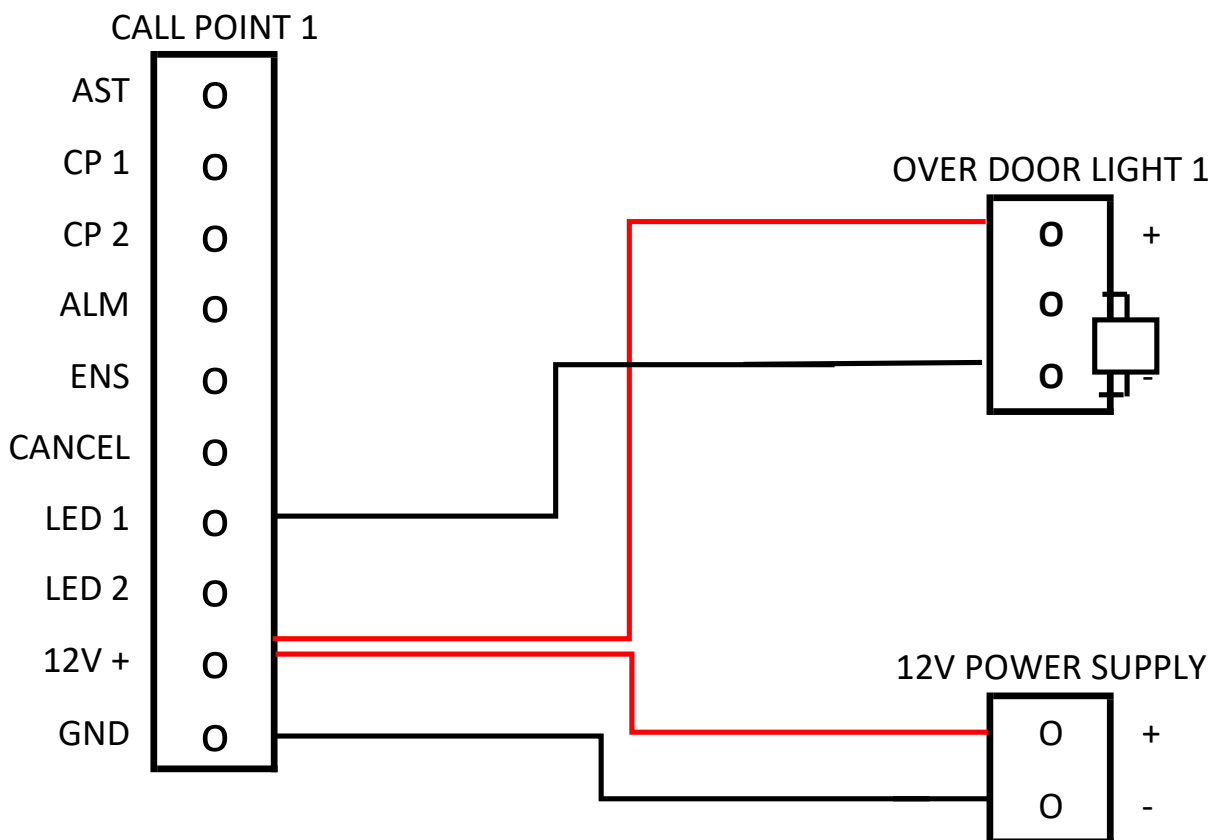 CALL POINT 1
AST O
CP 1 O
CP 2 O
ALM O
ENS O
CANCEL O
LED 1 O
LED 2 O
12V + O
GND O
OVER DOOR LIGHT 1
O +
O
O -
12V POWER SUPPLY
O +
O -